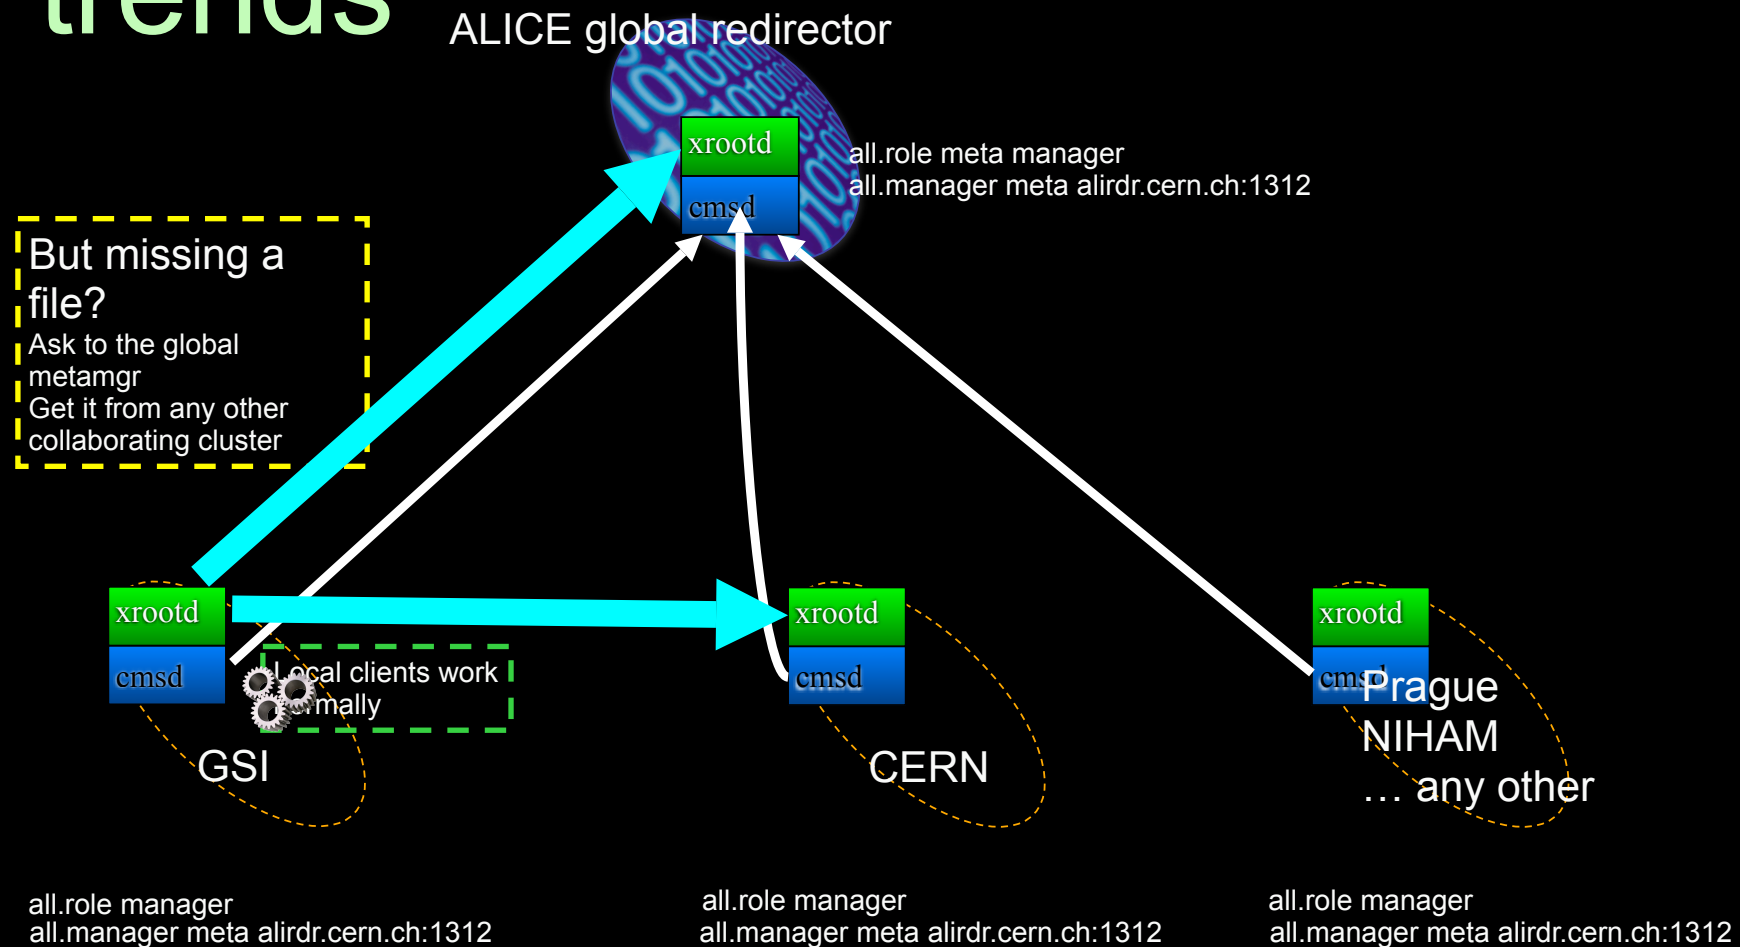 trends
ALICE global redirector
xrootd
cmsd
all.role meta manager
all.manager meta alirdr.cern.ch:1312
But missing a
file?
Ask to the global
metamgr
Get it from any other
collaborating cluster
xrootd
cmsd
Local clients work
normally
GSI
xrootd
cmsd
CERN
xrootd
cmsd
Prague
NIHAM
… any other
all.role manager
all.manager meta alirdr.cern.ch:1312
all.role manager
all.manager meta alirdr.cern.ch:1312
all.role manager
all.manager meta alirdr.cern.ch:1312